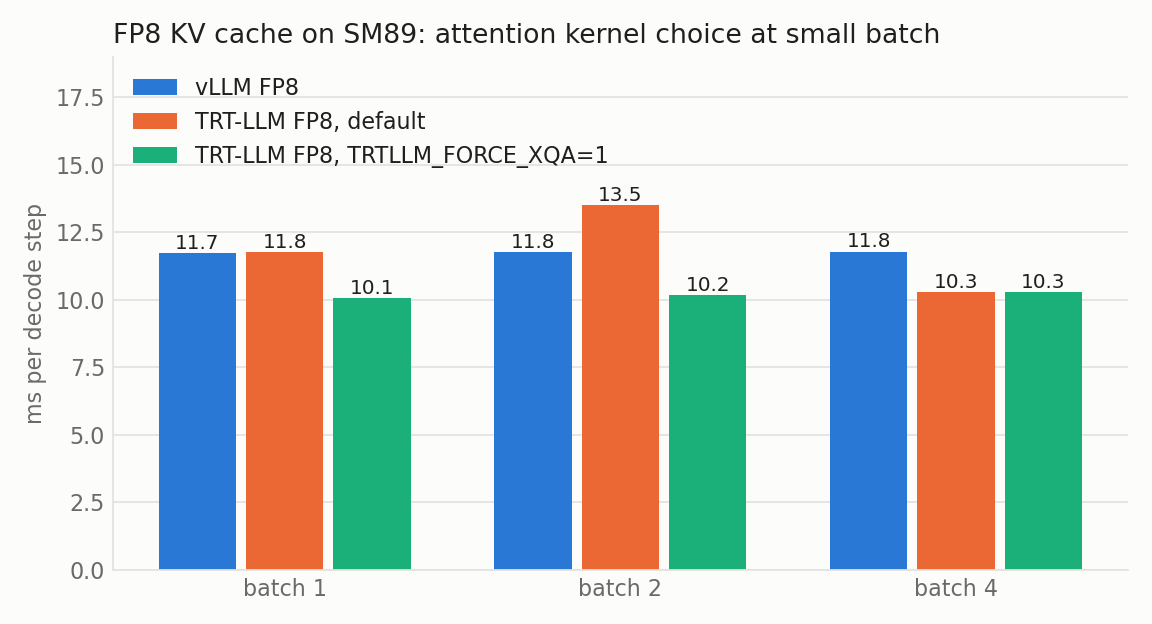 FP8 KV cache on SM89: attention kernel choice at small batch
vLLM FP8
TRT-LLM FP8, default
TRT-LLM FP8, TRTLLM_FORCE_XQA=1
ms per decode step
17.5
15.0
12.5
10.0
7.5
5.0
2.5
0.0
11.7 11.8 10.1
11.8 13.5 10.2
11.8 10.3 10.3
batch 1 batch 2 batch 4